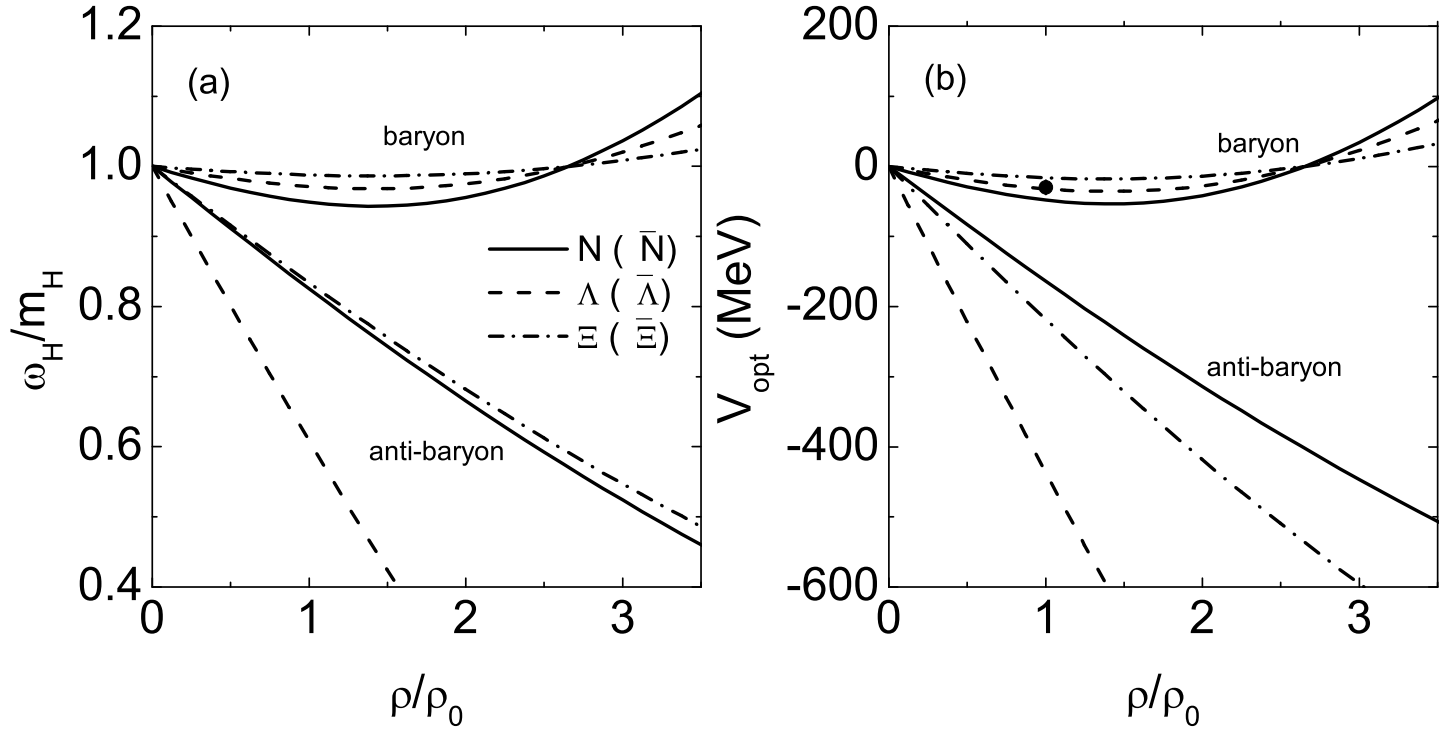 1.2
(a)
baryon
1.0
N ( N̄)
Λ ( Λ̄)
Ξ ( Ξ̄)
0.8
ω_H/m_H
0.6
anti-baryon
0.4
0 1 2 3
ρ/ρ_0
200
(b)
baryon
0
-200
V_opt (MeV)
anti-baryon
-400
-600
0 1 2 3
ρ/ρ_0